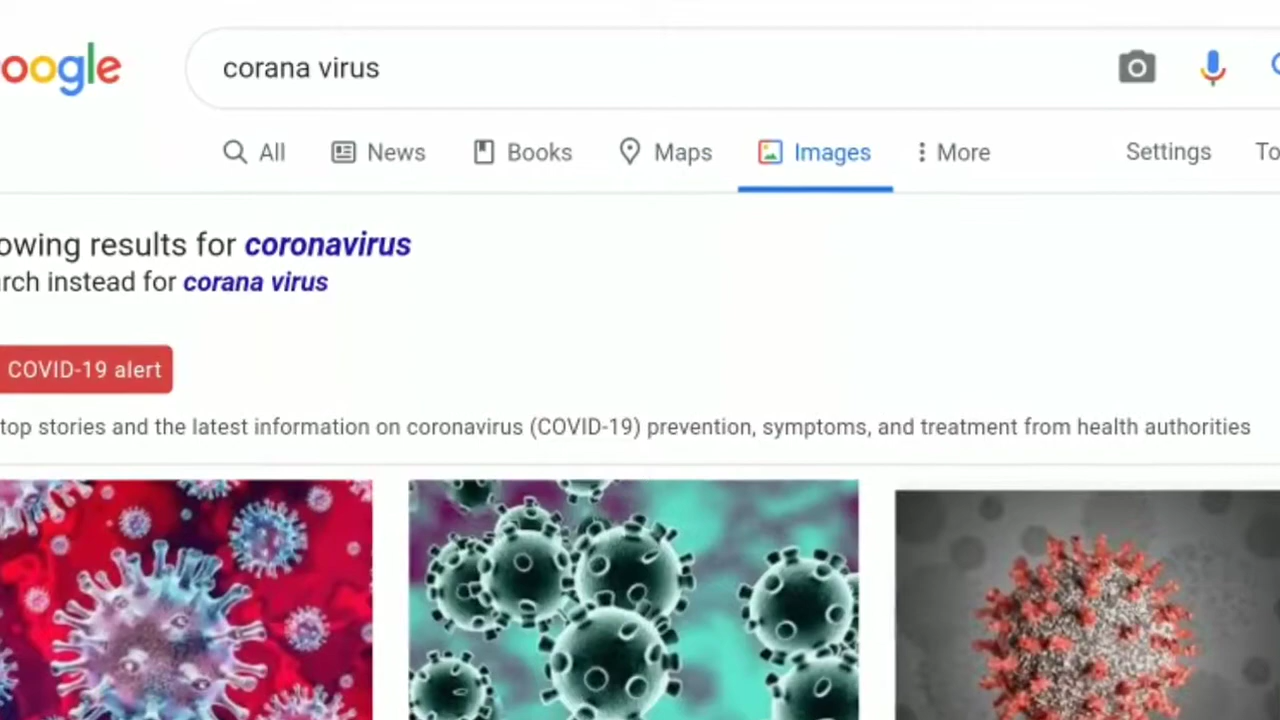 oogle
corana virus
All News Books Maps Images More Settings To
owing results for coronavirus
rch instead for corana virus
COVID-19 alert
top stories and the latest information on coronavirus (COVID-19) prevention, symptoms, and treatment from health authorities